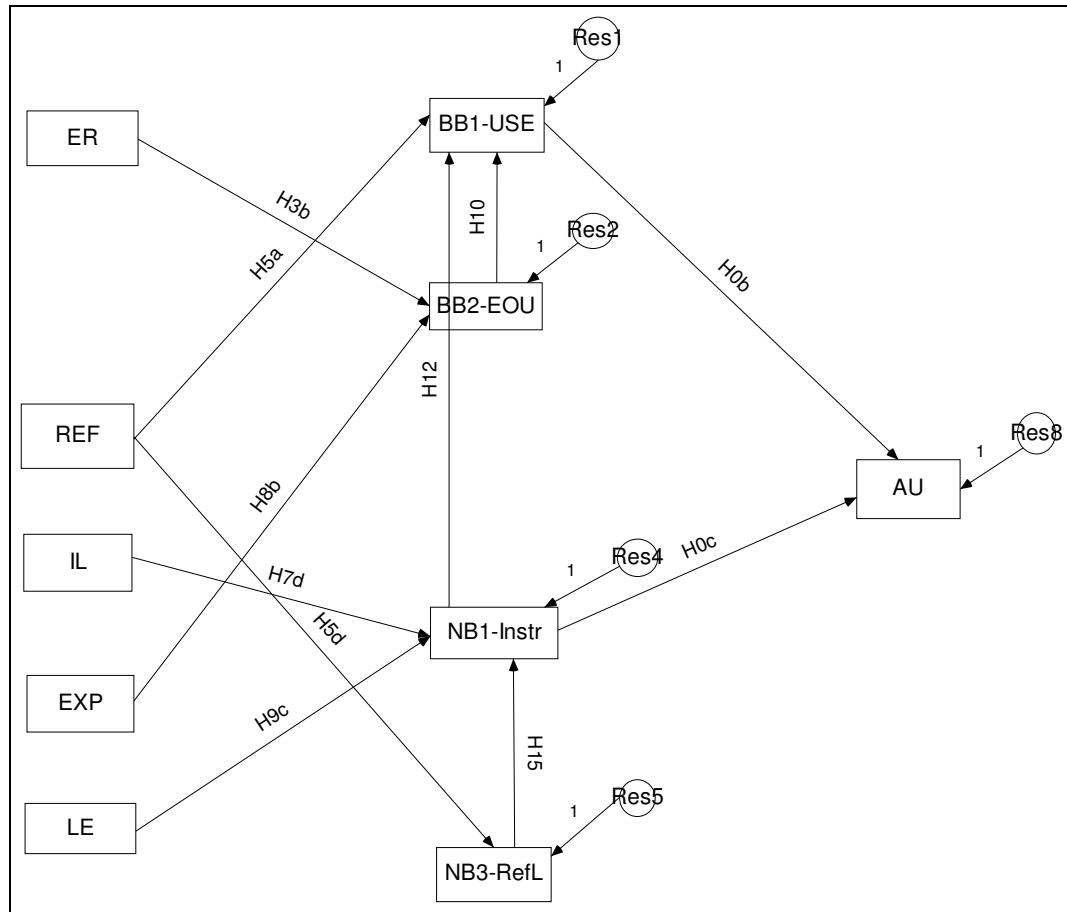 Res1
1
ER
BB1-USE
H3b
H10
Res2
1
H5a
H0b
BB2-EOU
H12
REF
Res8
1
AU
H8b
H0c
IL
Res4
1
H7d
H5d
NB1-Instr
EXP
H9c
H15
Res5
1
LE
NB3-RefL